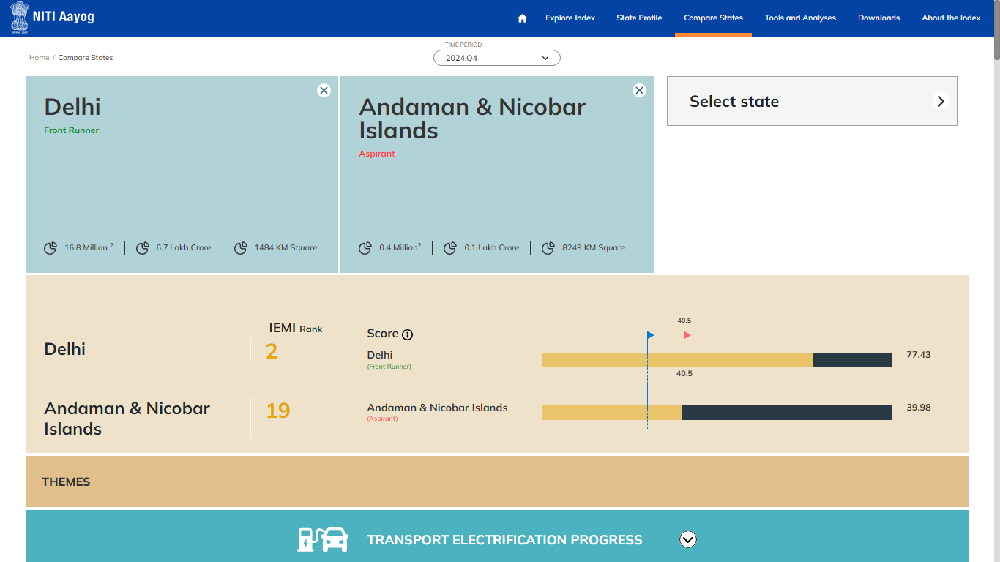 NITI Aayog
Explore Index
State Profile
Compare States
Tools and Analyses
Downloads
About the Index
Home / Compare States
TIME PERIOD
2024.Q4
Delhi
Front Runner
16.8 Million 2
6.7 Lakh Crore
1484 KM Square
Andaman & Nicobar
Islands
Aspirant
0.4 Million2
0.1 Lakh Crore
8249 KM Square
Select state
IEMI Rank
Delhi
2
Andaman & Nicobar
Islands
19
Score
40.5
Delhi
(Front Runner)
77.43
40.5
Andaman & Nicobar Islands
(Aspirant)
39.98
THEMES
TRANSPORT ELECTRIFICATION PROGRESS